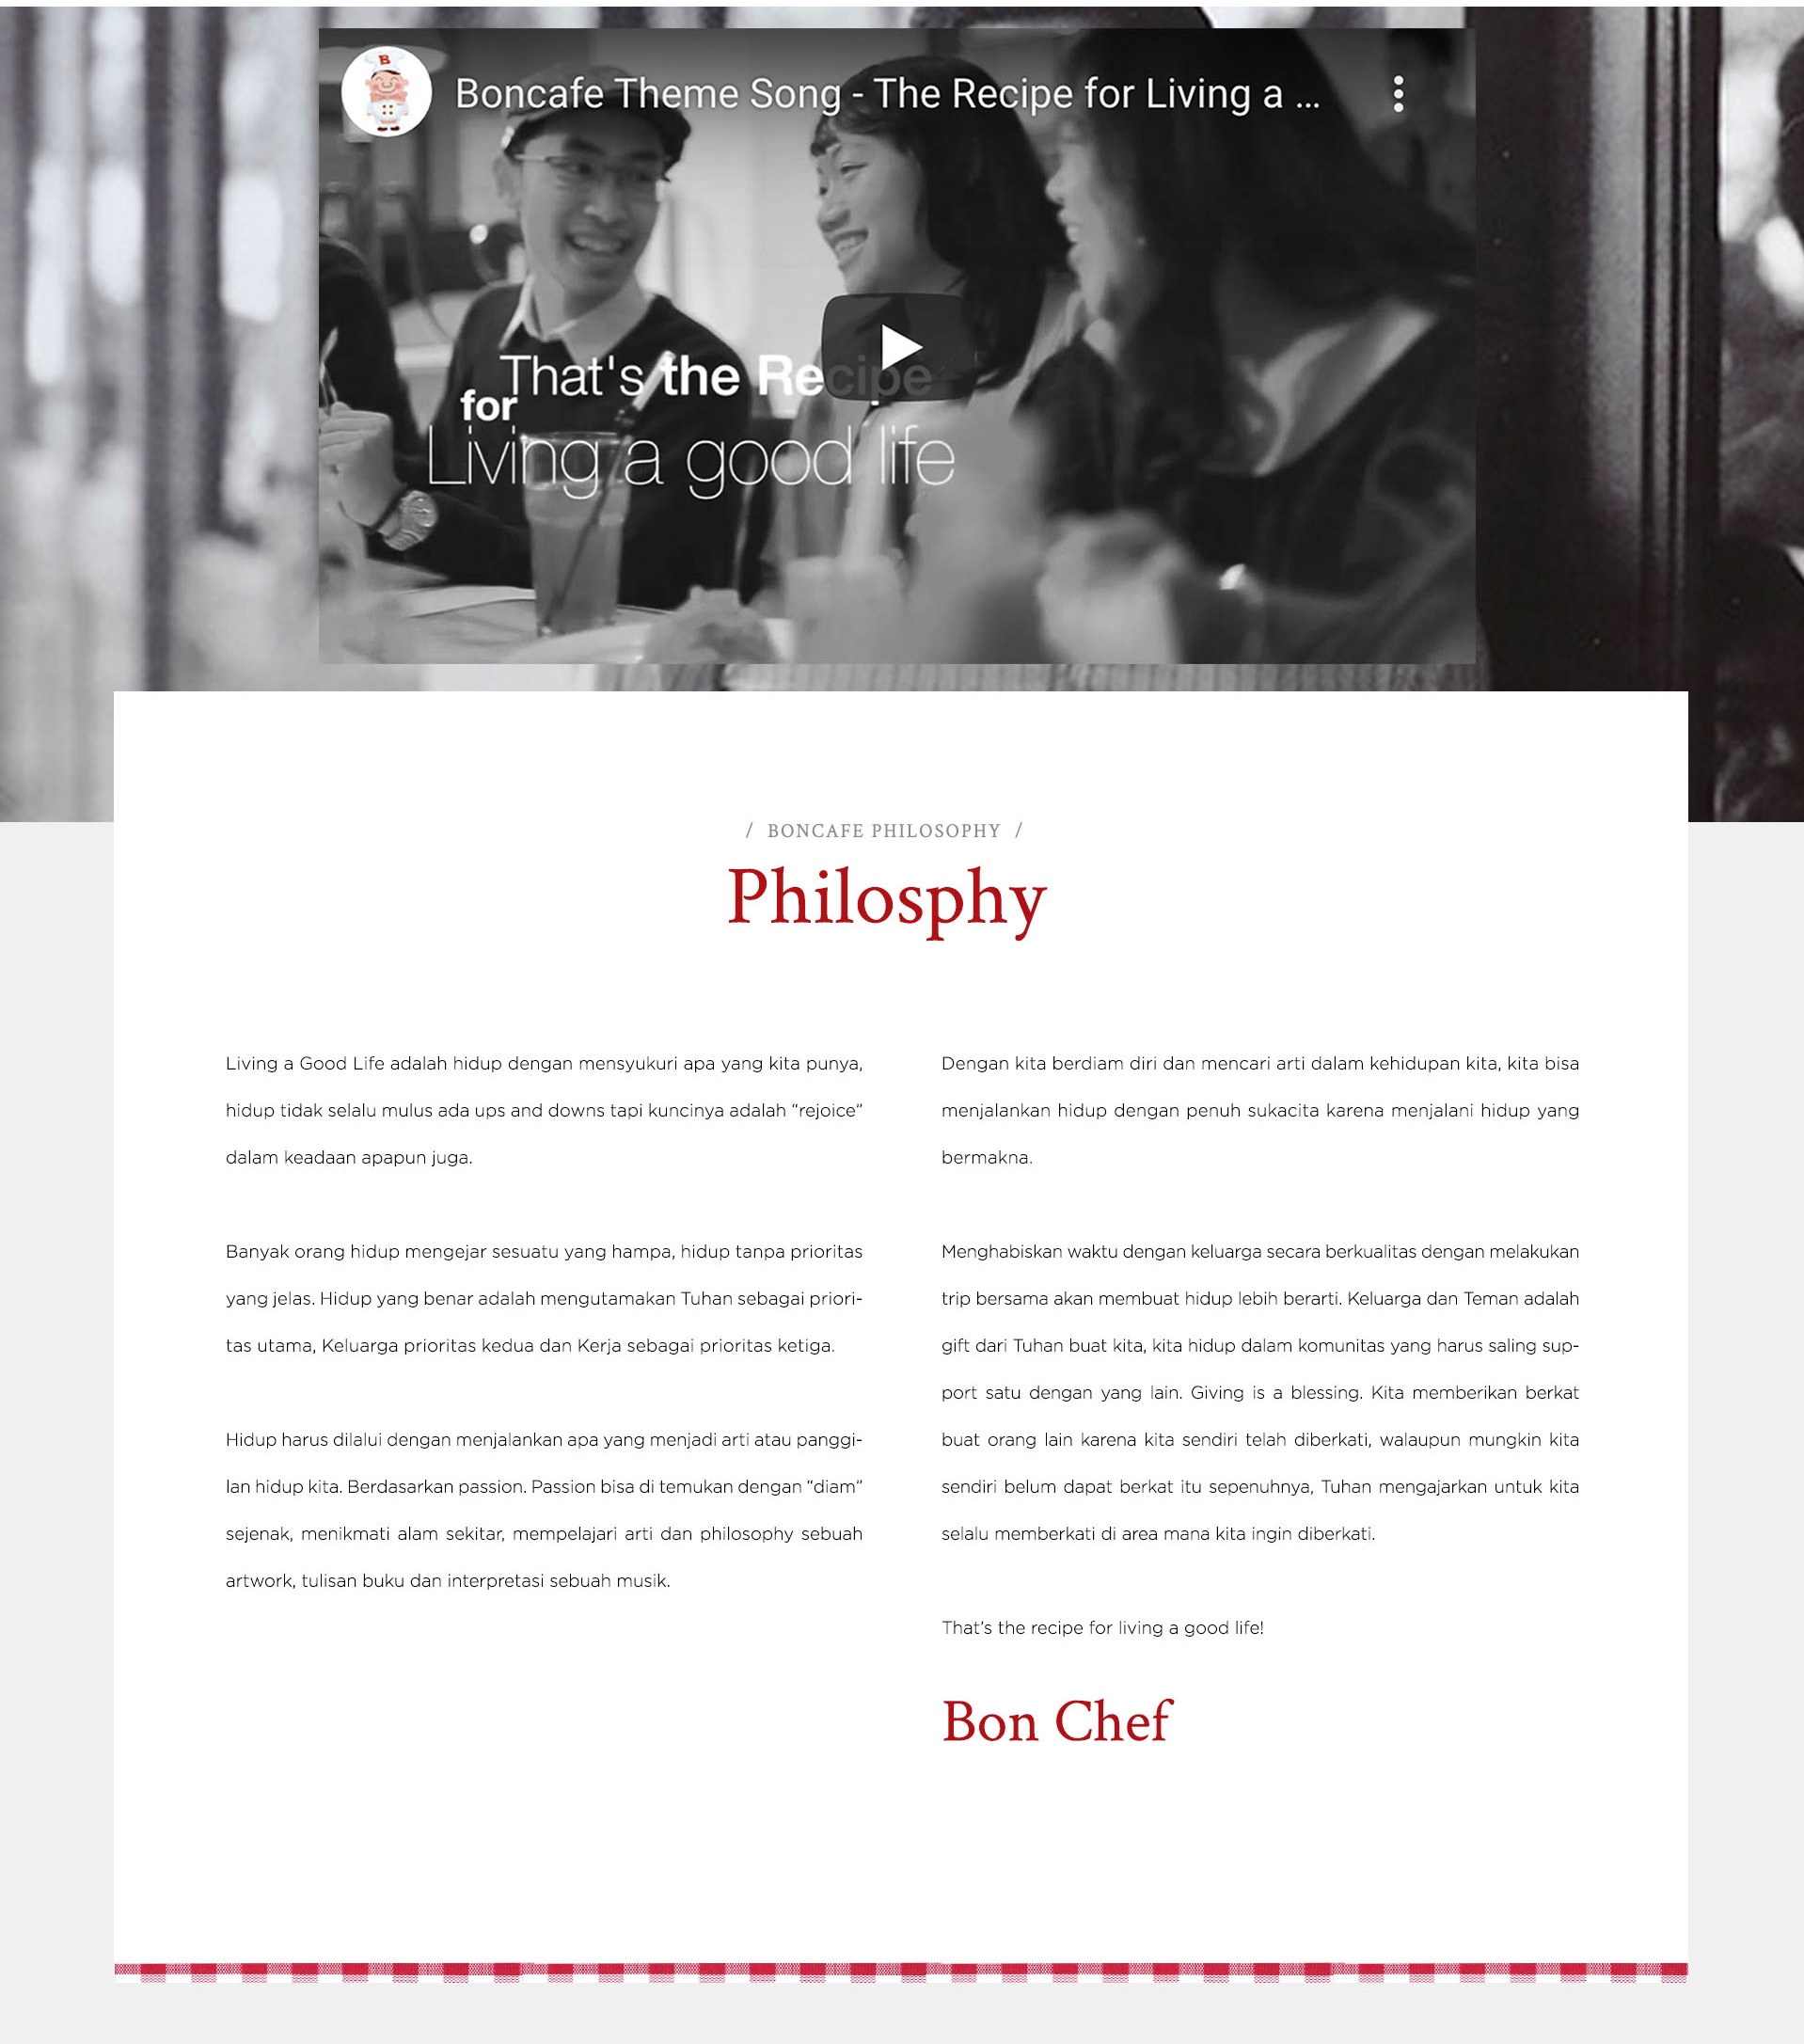 B
Boncafe Theme Song - The Recipe for Living a ...
That's the Recipe
for
Living a good life
/ BONCAFE PHILOSOPHY /
Philosphy
Living a Good Life adalah hidup dengan mensyukuri apa yang kita punya,
hidup tidak selalu mulus ada ups and downs tapi kuncinya adalah “rejoice”
dalam keadaan apapun juga.
Banyak orang hidup mengejar sesuatu yang hampa, hidup tanpa prioritas
yang jelas. Hidup yang benar adalah mengutamakan Tuhan sebagai priori-
tas utama, Keluarga prioritas kedua dan Kerja sebagai prioritas ketiga.
Hidup harus dilalui dengan menjalankan apa yang menjadi arti atau panggi-
lan hidup kita. Berdasarkan passion. Passion bisa di temukan dengan “diam”
sejenak, menikmati alam sekitar, mempelajari arti dan philosophy sebuah
artwork, tulisan buku dan interpretasi sebuah musik.
Dengan kita berdiam diri dan mencari arti dalam kehidupan kita, kita bisa
menjalankan hidup dengan penuh sukacita karena menjalani hidup yang
bermakna.
Menghabiskan waktu dengan keluarga secara berkualitas dengan melakukan
trip bersama akan membuat hidup lebih berarti. Keluarga dan Teman adalah
gift dari Tuhan buat kita, kita hidup dalam komunitas yang harus saling sup-
port satu dengan yang lain. Giving is a blessing. Kita memberikan berkat
buat orang lain karena kita sendiri telah diberkati, walaupun mungkin kita
sendiri belum dapat berkat itu sepenuhnya, Tuhan mengajarkan untuk kita
selalu memberkati di area mana kita ingin diberkati.
That’s the recipe for living a good life!
Bon Chef